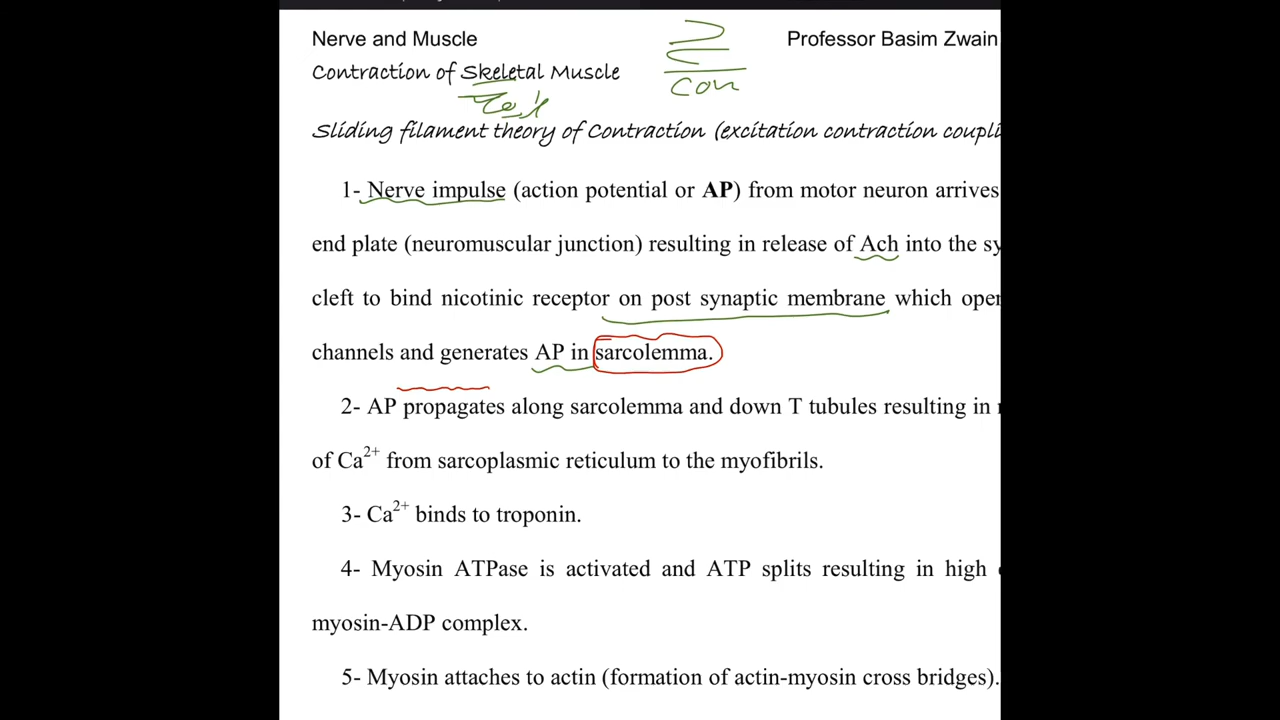 Nerve and Muscle Professor Basim Zwain
Contraction of Skeletal Muscle
con
Sliding filament theory of Contraction (excitation contraction coupli
1- Nerve impulse (action potential or AP) from motor neuron arrives
end plate (neuromuscular junction) resulting in release of Ach into the sy
cleft to bind nicotinic receptor on post synaptic membrane which open
channels and generates AP in sarcolemma.
2- AP propagates along sarcolemma and down T tubules resulting in
of Ca²⁺ from sarcoplasmic reticulum to the myofibrils.
3- Ca²⁺ binds to troponin.
4- Myosin ATPase is activated and ATP splits resulting in high
myosin-ADP complex.
5- Myosin attaches to actin (formation of actin-myosin cross bridges).